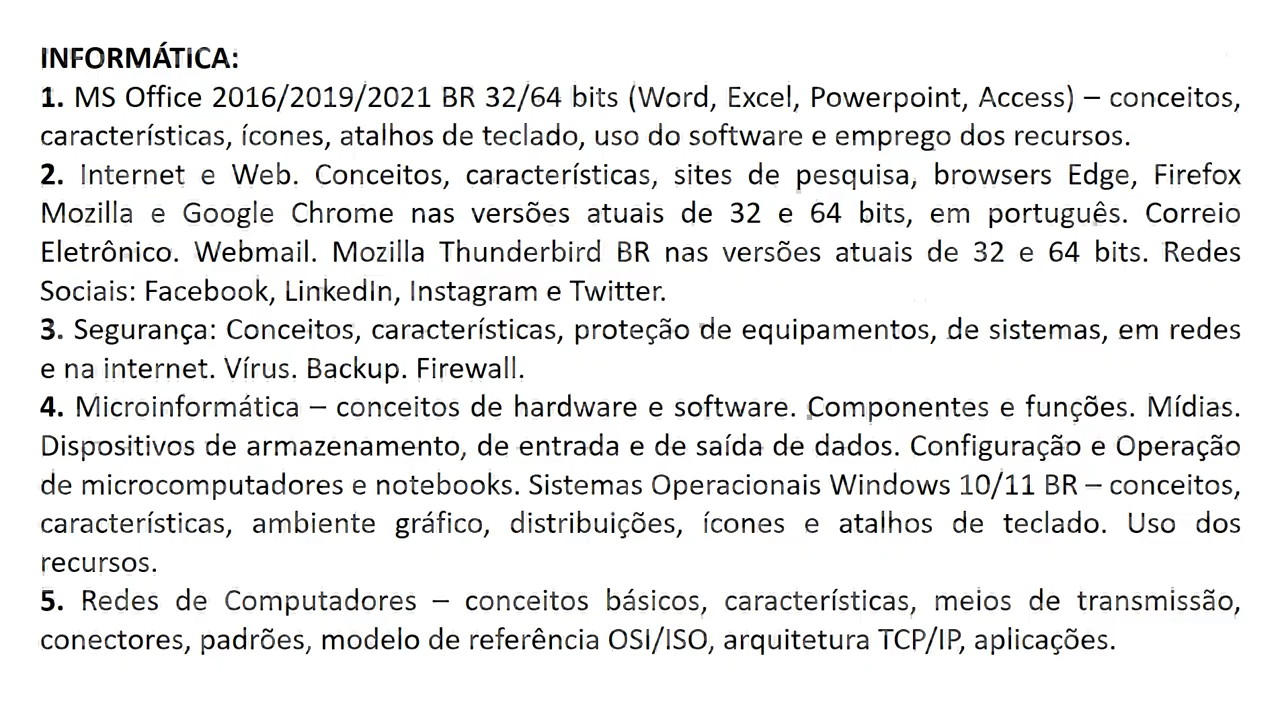 INFORMÁTICA:
1. MS Office 2016/2019/2021 BR 32/64 bits (Word, Excel, Powerpoint, Access) – conceitos,
características, ícones, atalhos de teclado, uso do software e emprego dos recursos.
2. Internet e Web. Conceitos, características, sites de pesquisa, browsers Edge, Firefox
Mozilla e Google Chrome nas versões atuais de 32 e 64 bits, em português. Correio
Eletrônico. Webmail. Mozilla Thunderbird BR nas versões atuais de 32 e 64 bits. Redes
Sociais: Facebook, LinkedIn, Instagram e Twitter.
3. Segurança: Conceitos, características, proteção de equipamentos, de sistemas, em redes
e na internet. Vírus. Backup. Firewall.
4. Microinformática – conceitos de hardware e software. Componentes e funções. Mídias.
Dispositivos de armazenamento, de entrada e de saída de dados. Configuração e Operação
de microcomputadores e notebooks. Sistemas Operacionais Windows 10/11 BR – conceitos,
características, ambiente gráfico, distribuições, ícones e atalhos de teclado. Uso dos
recursos.
5. Redes de Computadores – conceitos básicos, características, meios de transmissão,
conectores, padrões, modelo de referência OSI/ISO, arquitetura TCP/IP, aplicações.